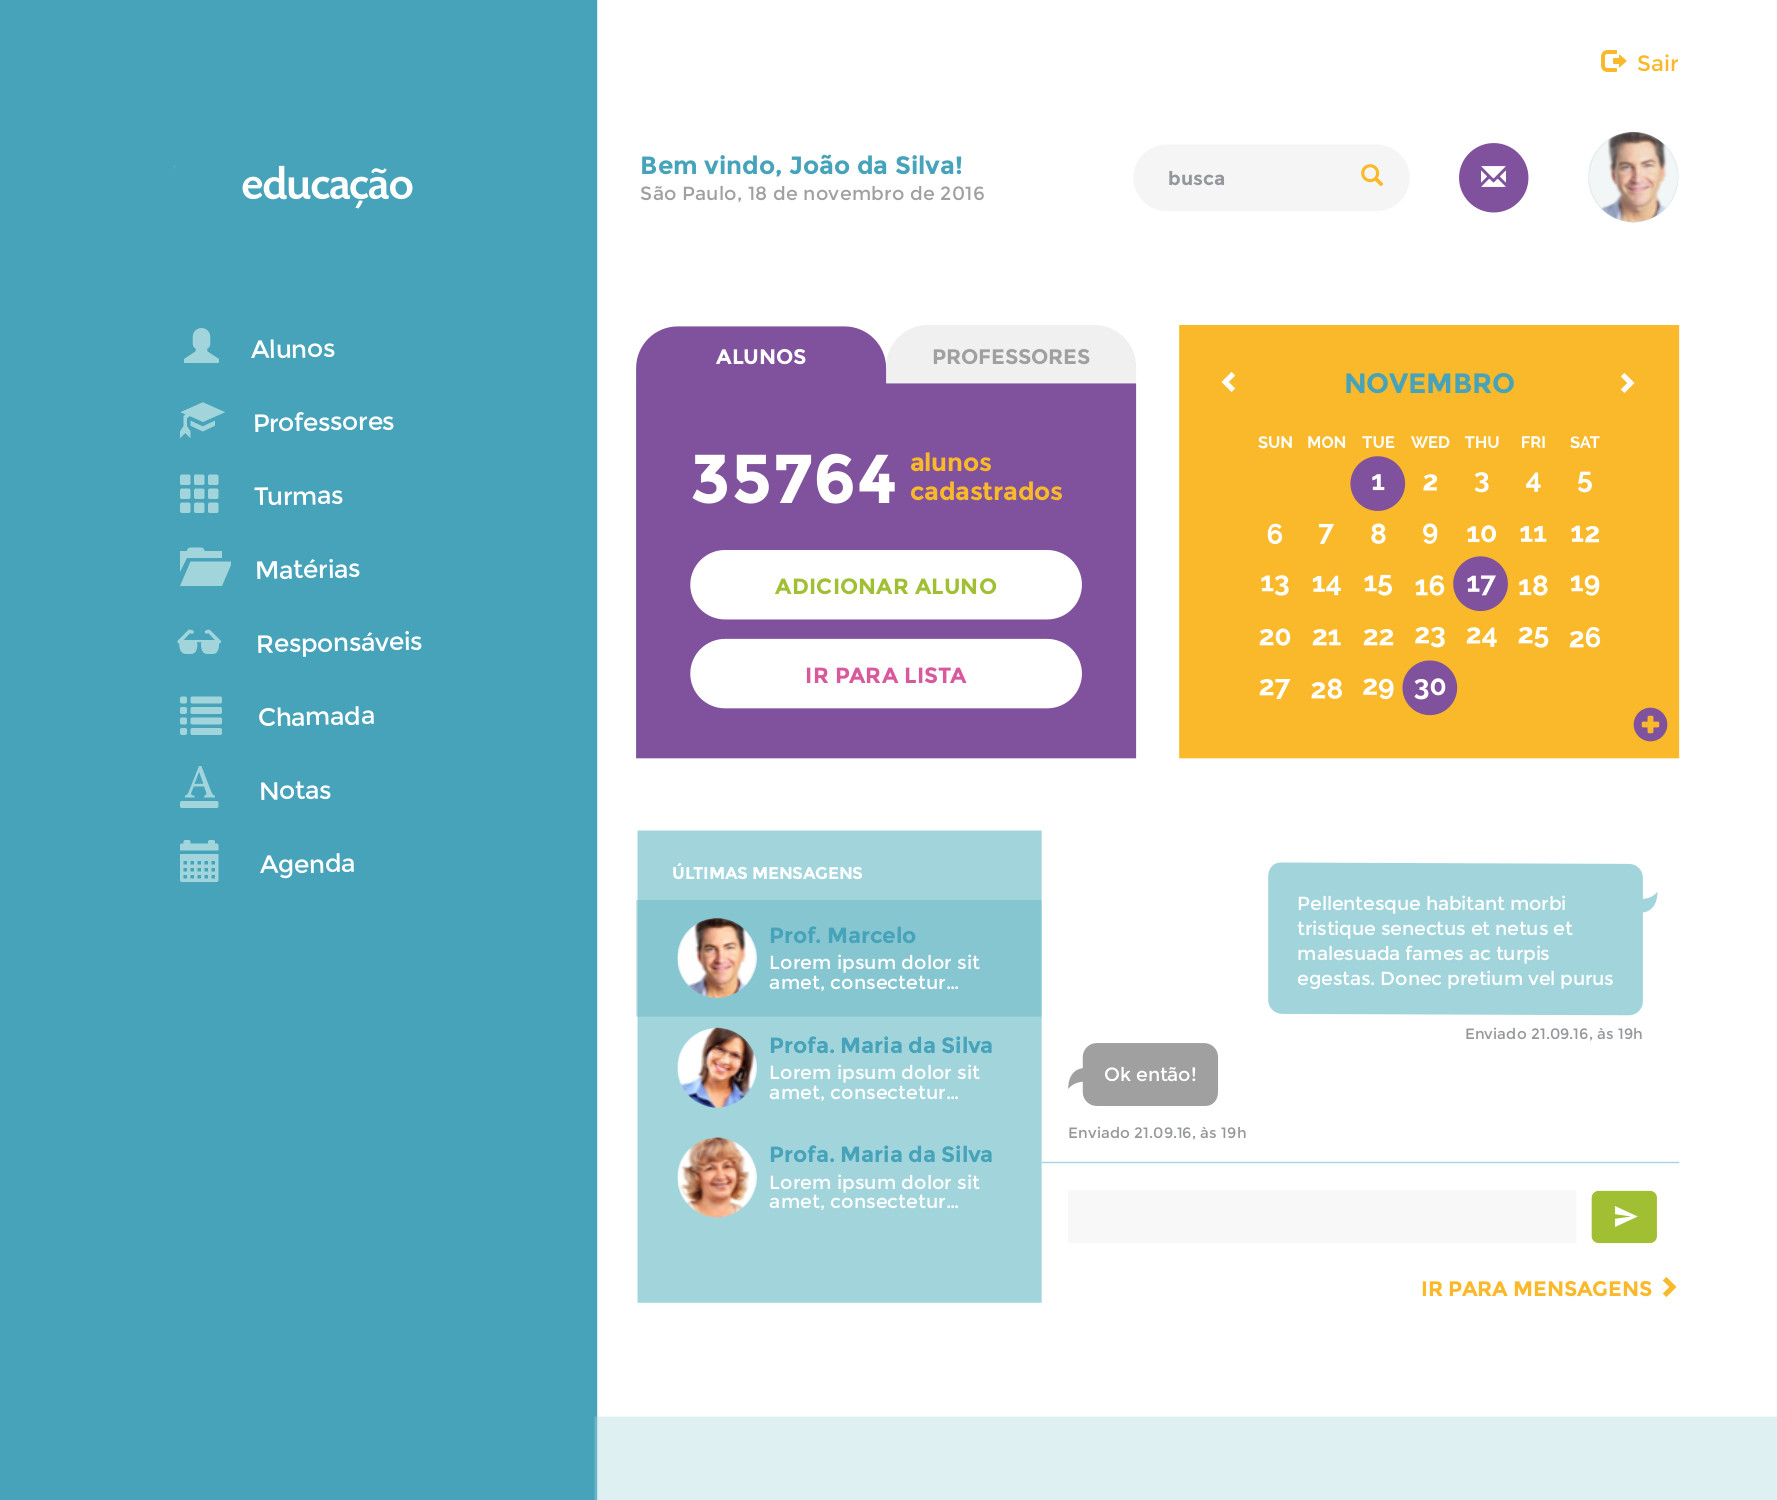 educação
Alunos
Professores
Turmas
Matérias
Responsáveis
Chamada
Notas
Agenda
Sair
Bem vindo, João da Silva!
São Paulo, 18 de novembro de 2016
busca
ALUNOS
PROFESSORES
35764
alunos
cadastrados
ADICIONAR ALUNO
IR PARA LISTA
NOVEMBRO
SUN MON TUE WED THU FRI SAT
1 2 3 4 5
6 7 8 9 10 11 12
13 14 15 16 17 18 19
20 21 22 23 24 25 26
27 28 29 30
ÚLTIMAS MENSAGENS
Prof. Marcelo
Lorem ipsum dolor sit
amet, consectetur...
Profa. Maria da Silva
Lorem ipsum dolor sit
amet, consectetur...
Profa. Maria da Silva
Lorem ipsum dolor sit
amet, consectetur...
Pellentesque habitant morbi
tristique senectus et netus et
malesuada fames ac turpis
egestas. Donec pretium vel purus
Enviado 21.09.16, às 19h
Ok então!
Enviado 21.09.16, às 19h
IR PARA MENSAGENS